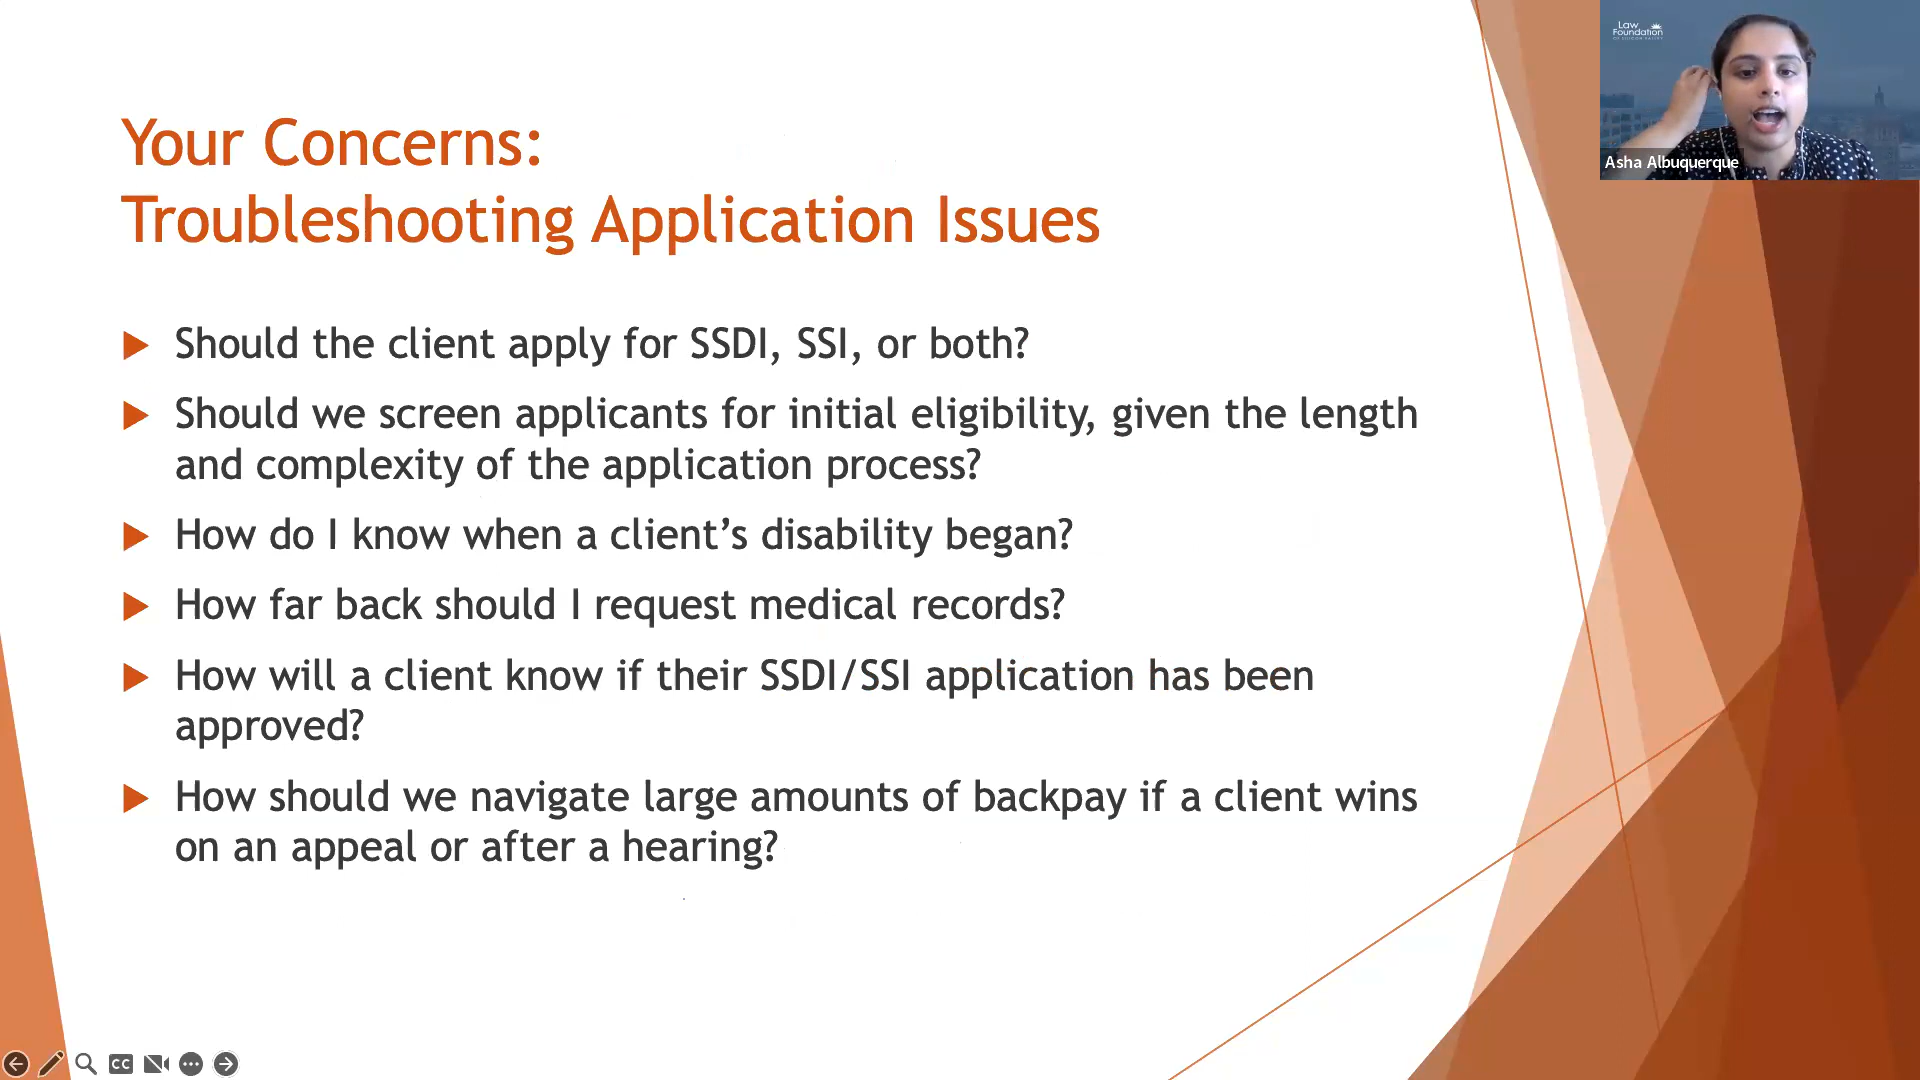 Your Concerns:
Troubleshooting Application Issues
Should the client apply for SSDI, SSI, or both?
Should we screen applicants for initial eligibility, given the length
and complexity of the application process?
How do I know when a client’s disability began?
How far back should I request medical records?
How will a client know if their SSDI/SSI application has been
approved?
How should we navigate large amounts of backpay if a client wins
on an appeal or after a hearing?
Law
Foundation
Asha Albuquerque
CC